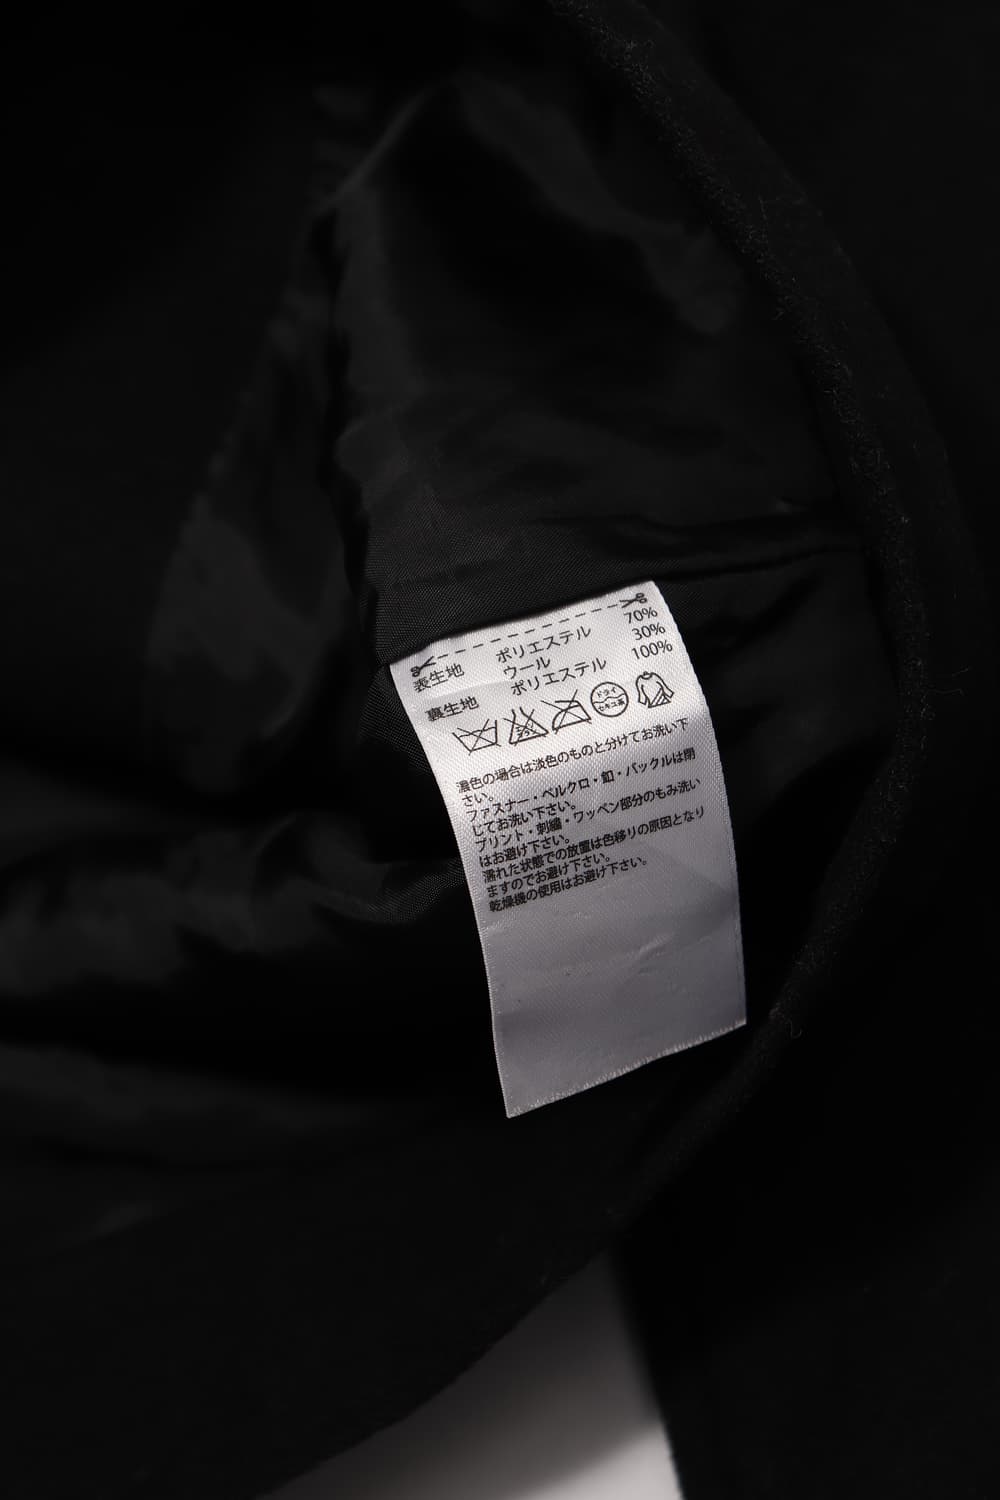 表生地 ポリエステル 70%
ウール 30%
裏生地 ポリエステル 100%
ドライ
セキユ系
濃色の場合は淡色のものと分けてお洗い下
さい。
ファスナー・ベルクロ・釦・バックルは閉
じてお洗い下さい。
プリント・刺繍・ワッペン部分のもみ洗い
はお避け下さい。
濡れた状態での放置は色移りの原因となり
ますのでお避け下さい。
乾燥機の使用はお避け下さい。